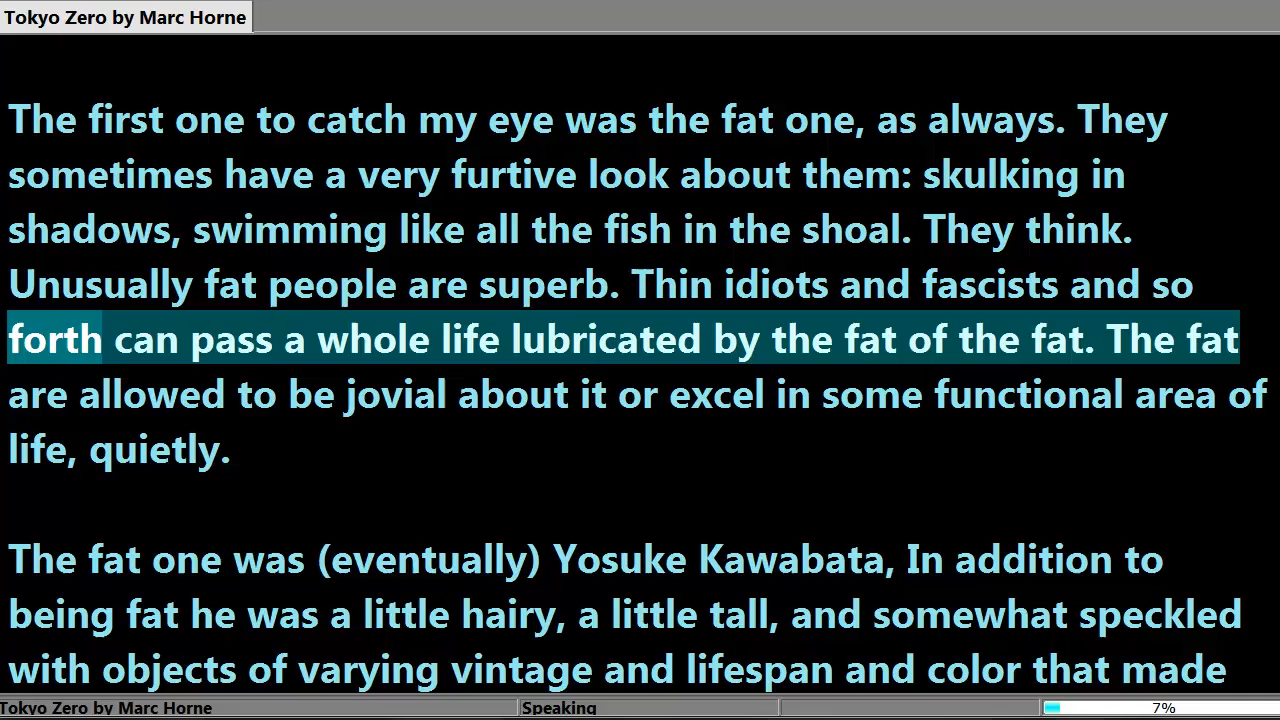 Tokyo Zero by Marc Horne
The first one to catch my eye was the fat one, as always. They
sometimes have a very furtive look about them: skulking in
shadows, swimming like all the fish in the shoal. They think.
Unusually fat people are superb. Thin idiots and fascists and so
forth can pass a whole life lubricated by the fat of the fat. The fat
are allowed to be jovial about it or excel in some functional area of
life, quietly.
The fat one was (eventually) Yosuke Kawabata, In addition to
being fat he was a little hairy, a little tall, and somewhat speckled
with objects of varying vintage and lifespan and color that made
Tokyo Zero by Marc Horne Speaking 7%